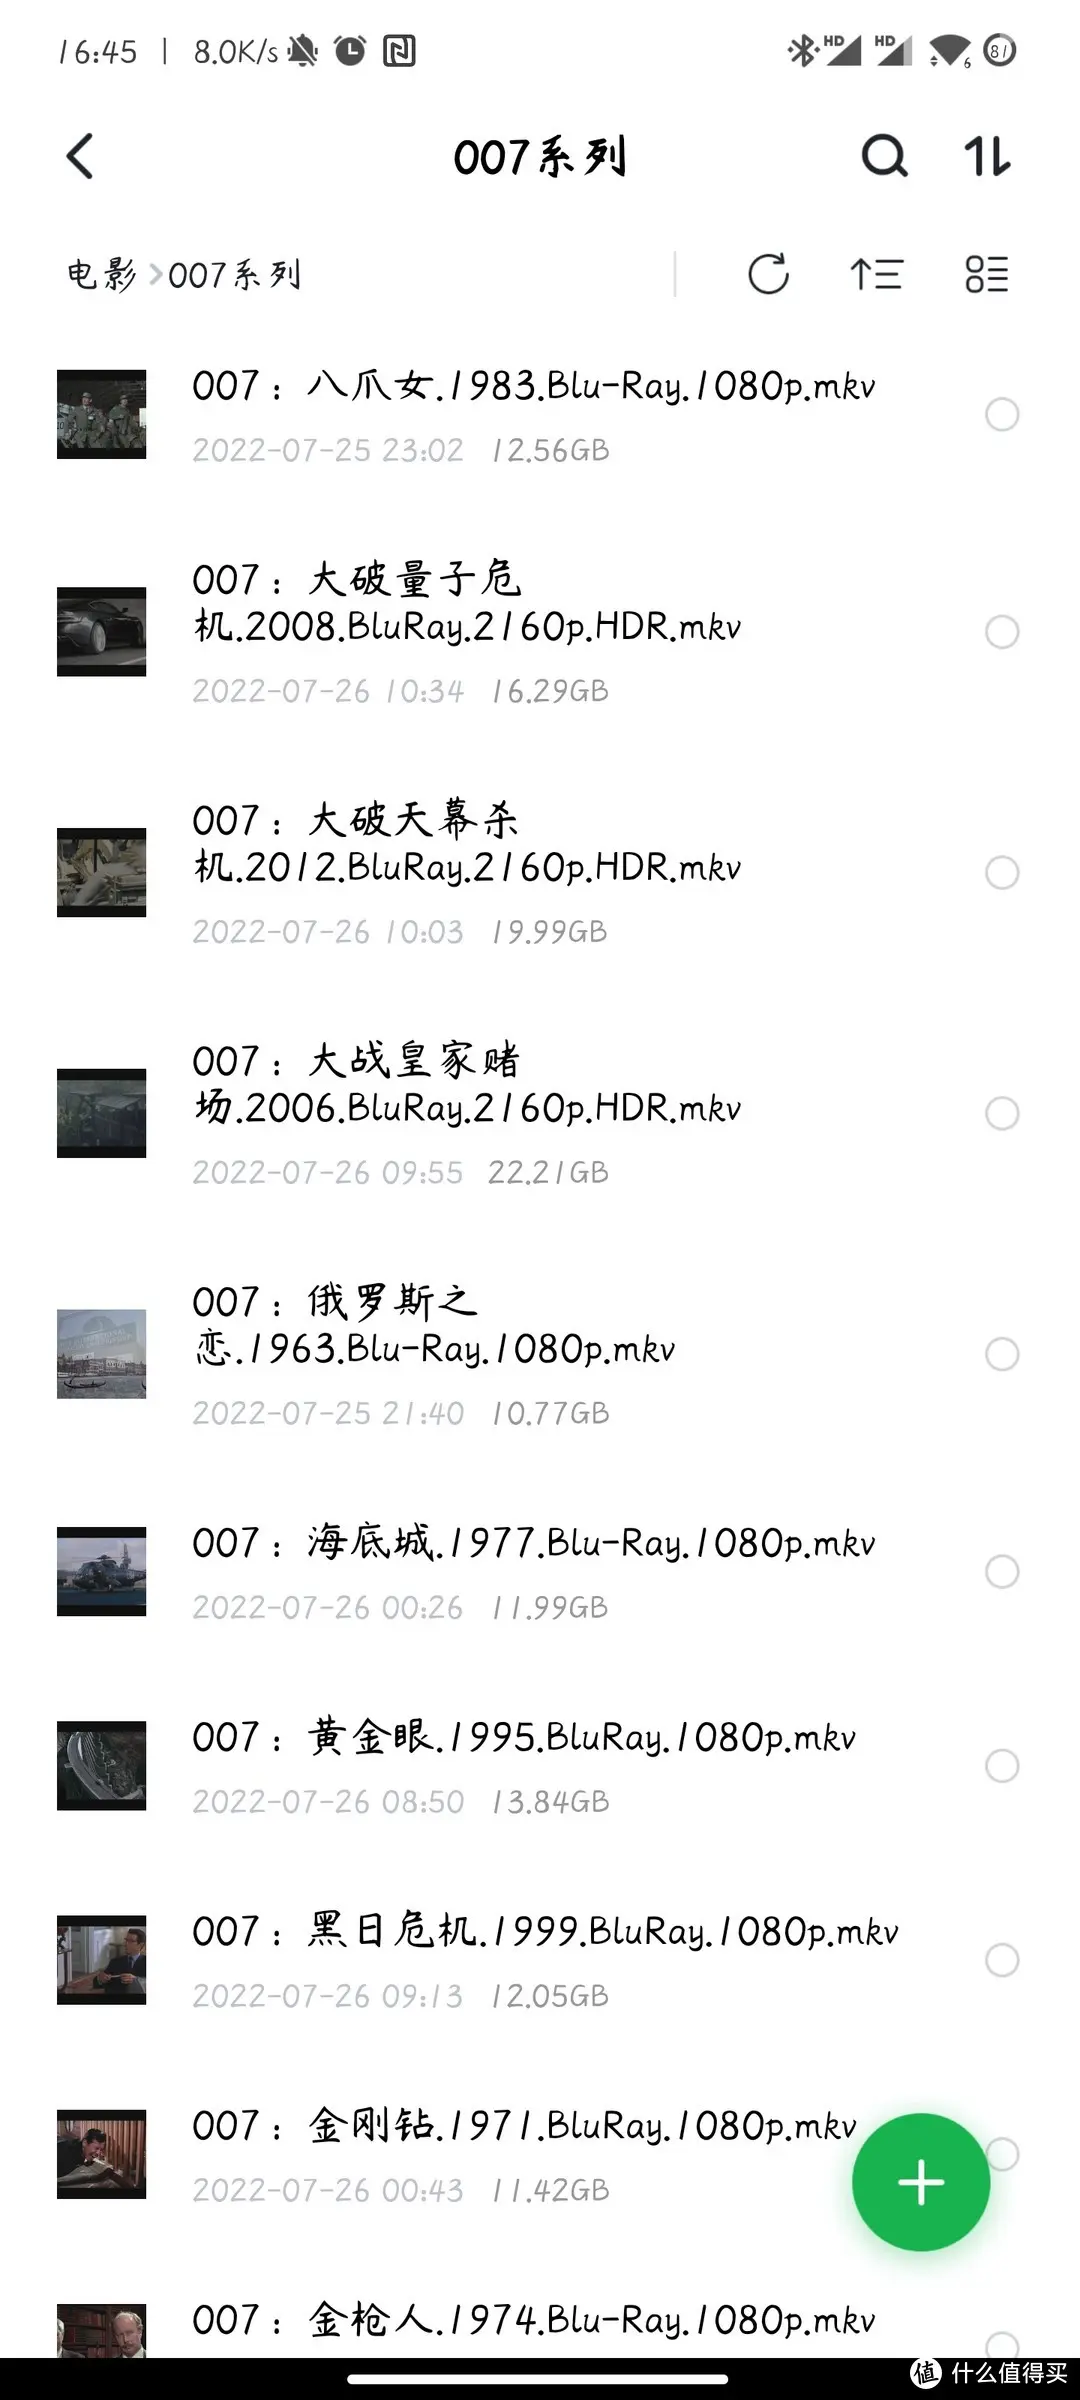 16:45 | 8.0K/s HD HD 6 81
007系列
电影 > 007系列
007：八爪女.1983.Blu-Ray.1080p.mkv
2022-07-25 23:02 12.56GB
007：大破量子危
机.2008.BluRay.2160p.HDR.mkv
2022-07-26 10:34 16.29GB
007：大破天幕杀
机.2012.BluRay.2160p.HDR.mkv
2022-07-26 10:03 19.99GB
007：大战皇家赌
场.2006.BluRay.2160p.HDR.mkv
2022-07-26 09:55 22.21GB
007：俄罗斯之
恋.1963.Blu-Ray.1080p.mkv
2022-07-25 21:40 10.77GB
007：海底城.1977.Blu-Ray.1080p.mkv
2022-07-26 00:26 11.99GB
007：黄金眼.1995.BluRay.1080p.mkv
2022-07-26 08:50 13.84GB
007：黑日危机.1999.BluRay.1080p.mkv
2022-07-26 09:13 12.05GB
007：金刚钻.1971.BluRay.1080p.mkv
2022-07-26 00:43 11.42GB
007：金枪人.1974.Blu-Ray.1080p.mkv
值 什么值得买